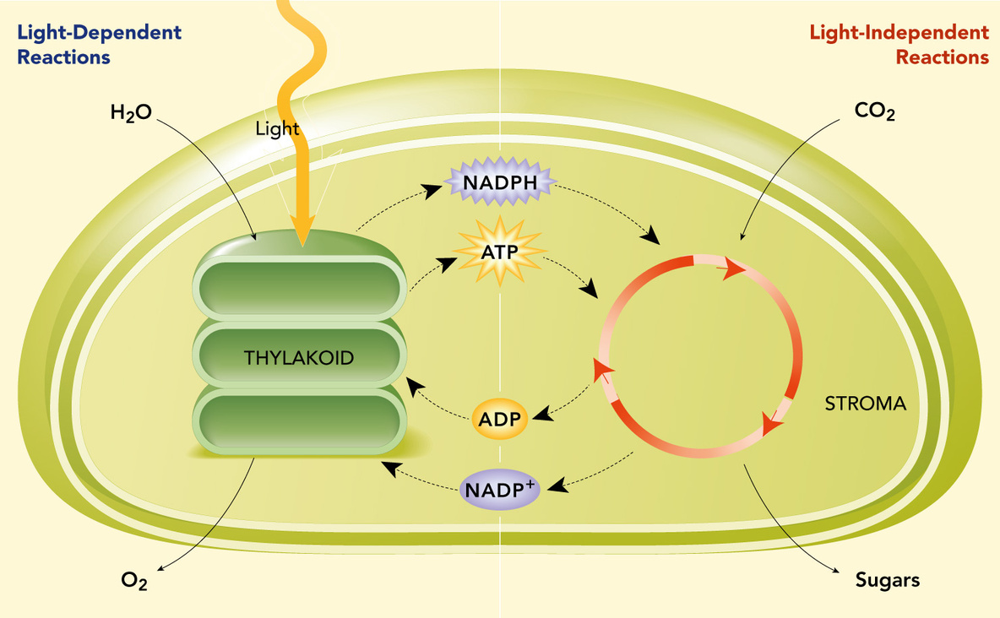 Light-Dependent
Reactions
Light-Independent
Reactions
H₂O
Light
CO₂
NADPH
ATP
THYLAKOID
STROMA
ADP
NADP⁺
O₂
Sugars